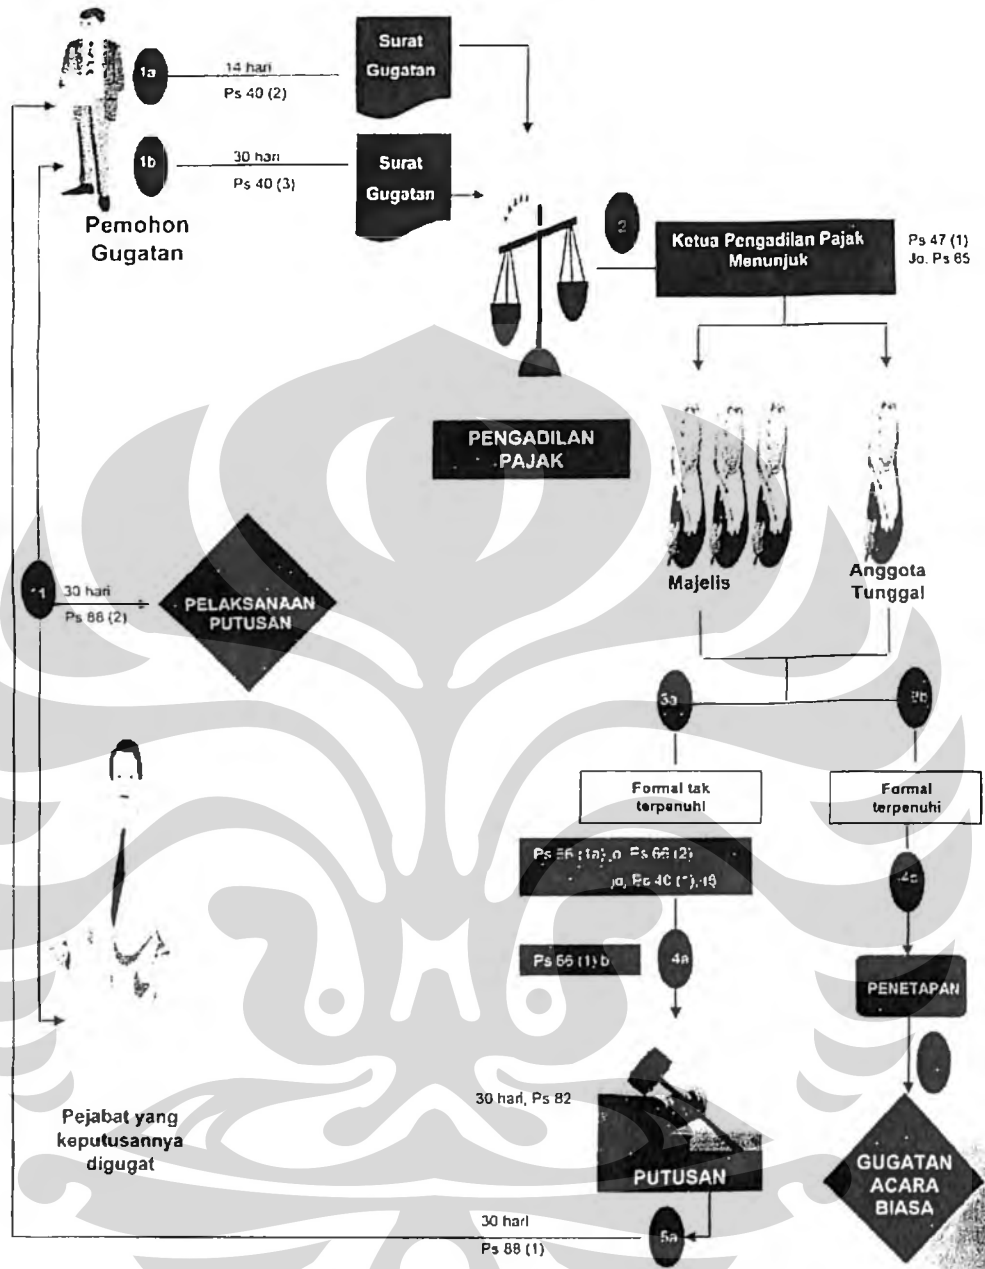 1a
14 hari
Ps 40 (2)
Surat
Gugatan
1b
30 hari
Ps 40 (3)
Surat
Gugatan
Pemohon
Gugatan
2
Ketua Pengadilan Pajak
Menunjuk
Ps 47 (1)
Jo. Ps 65
PENGADILAN
PAJAK
Majelis
Anggota
Tunggal
30 hari
Ps 88 (2)
PELAKSANAAN
PUTUSAN
3a
Formal tak
terpenuhi
Formal
terpenuhi
Ps 66 (2)
Ps 66 (1) b
4a
PENETAPAN
30 hari, Ps 82
PUTUSAN
Pejabat yang
keputusannya
digugat
GUGATAN
ACARA
BIASA
30 hari
Ps 88 (1)
5a